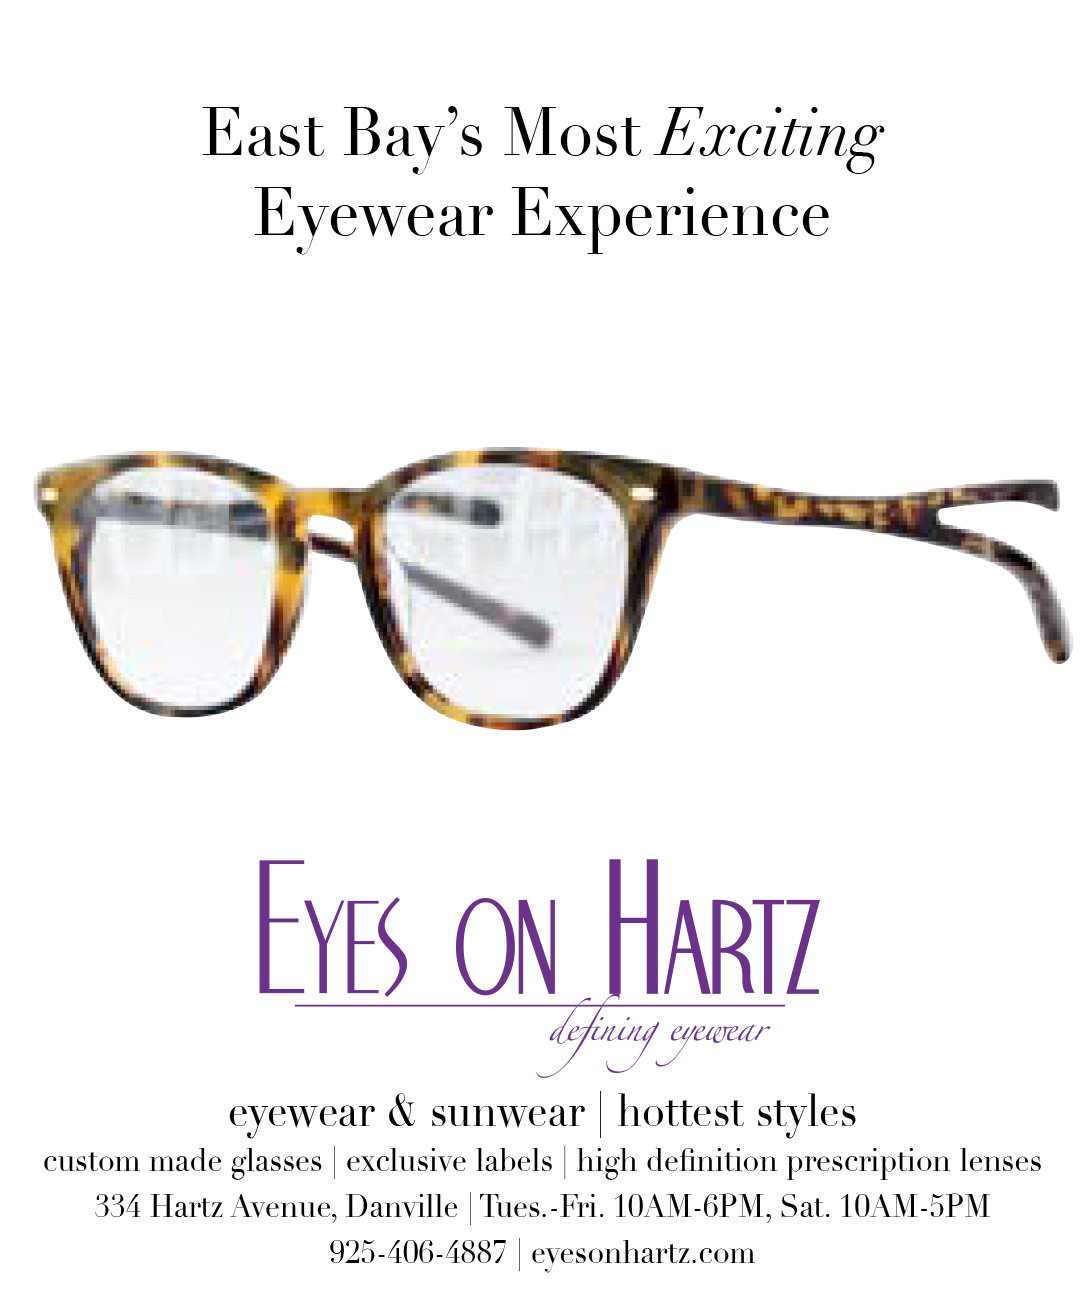 East Bay’s Most Exciting
Eyewear Experience
EYES ON HARTZ
defining eyewear
eyewear & sunwear | hottest styles
custom made glasses | exclusive labels | high definition prescription lenses
334 Hartz Avenue, Danville | Tues.-Fri. 10AM-6PM, Sat. 10AM-5PM
925-406-4887 | eyesonhartz.com